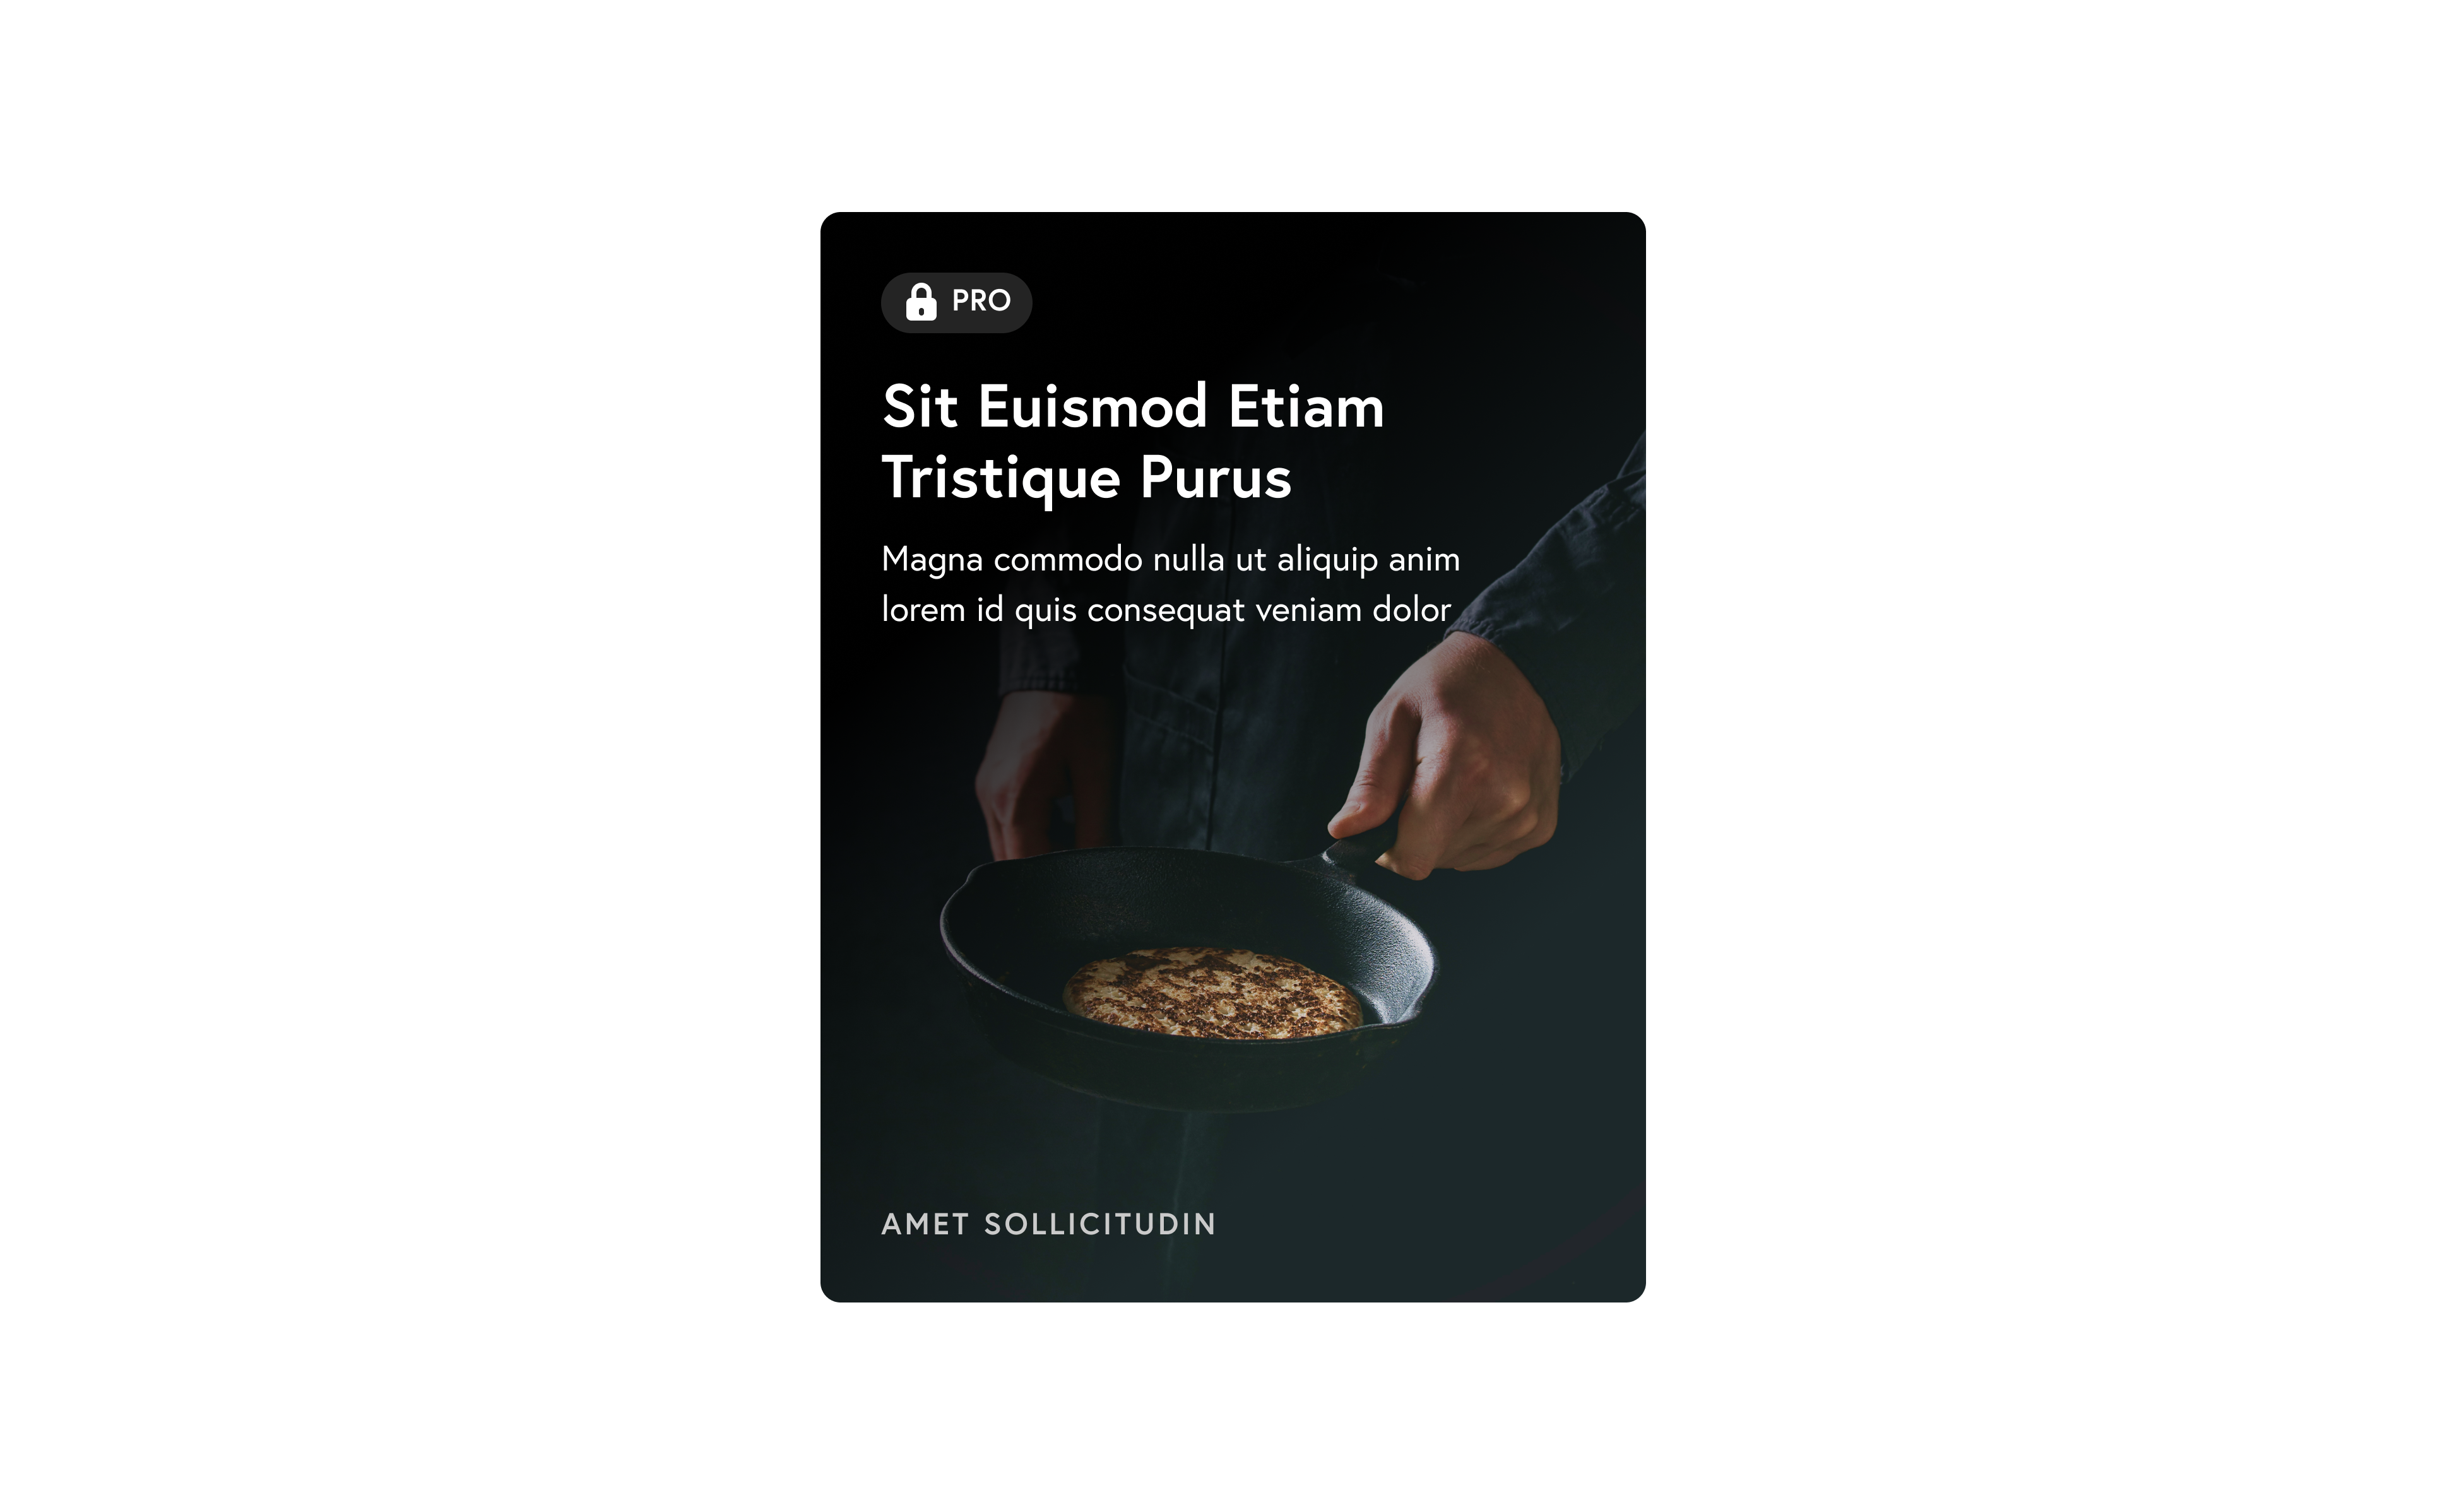 PRO
Sit Euismod Etiam
Tristique Purus
Magna commodo nulla ut aliquip anim
lorem id quis consequat veniam dolor
AMET SOLLICITUDIN